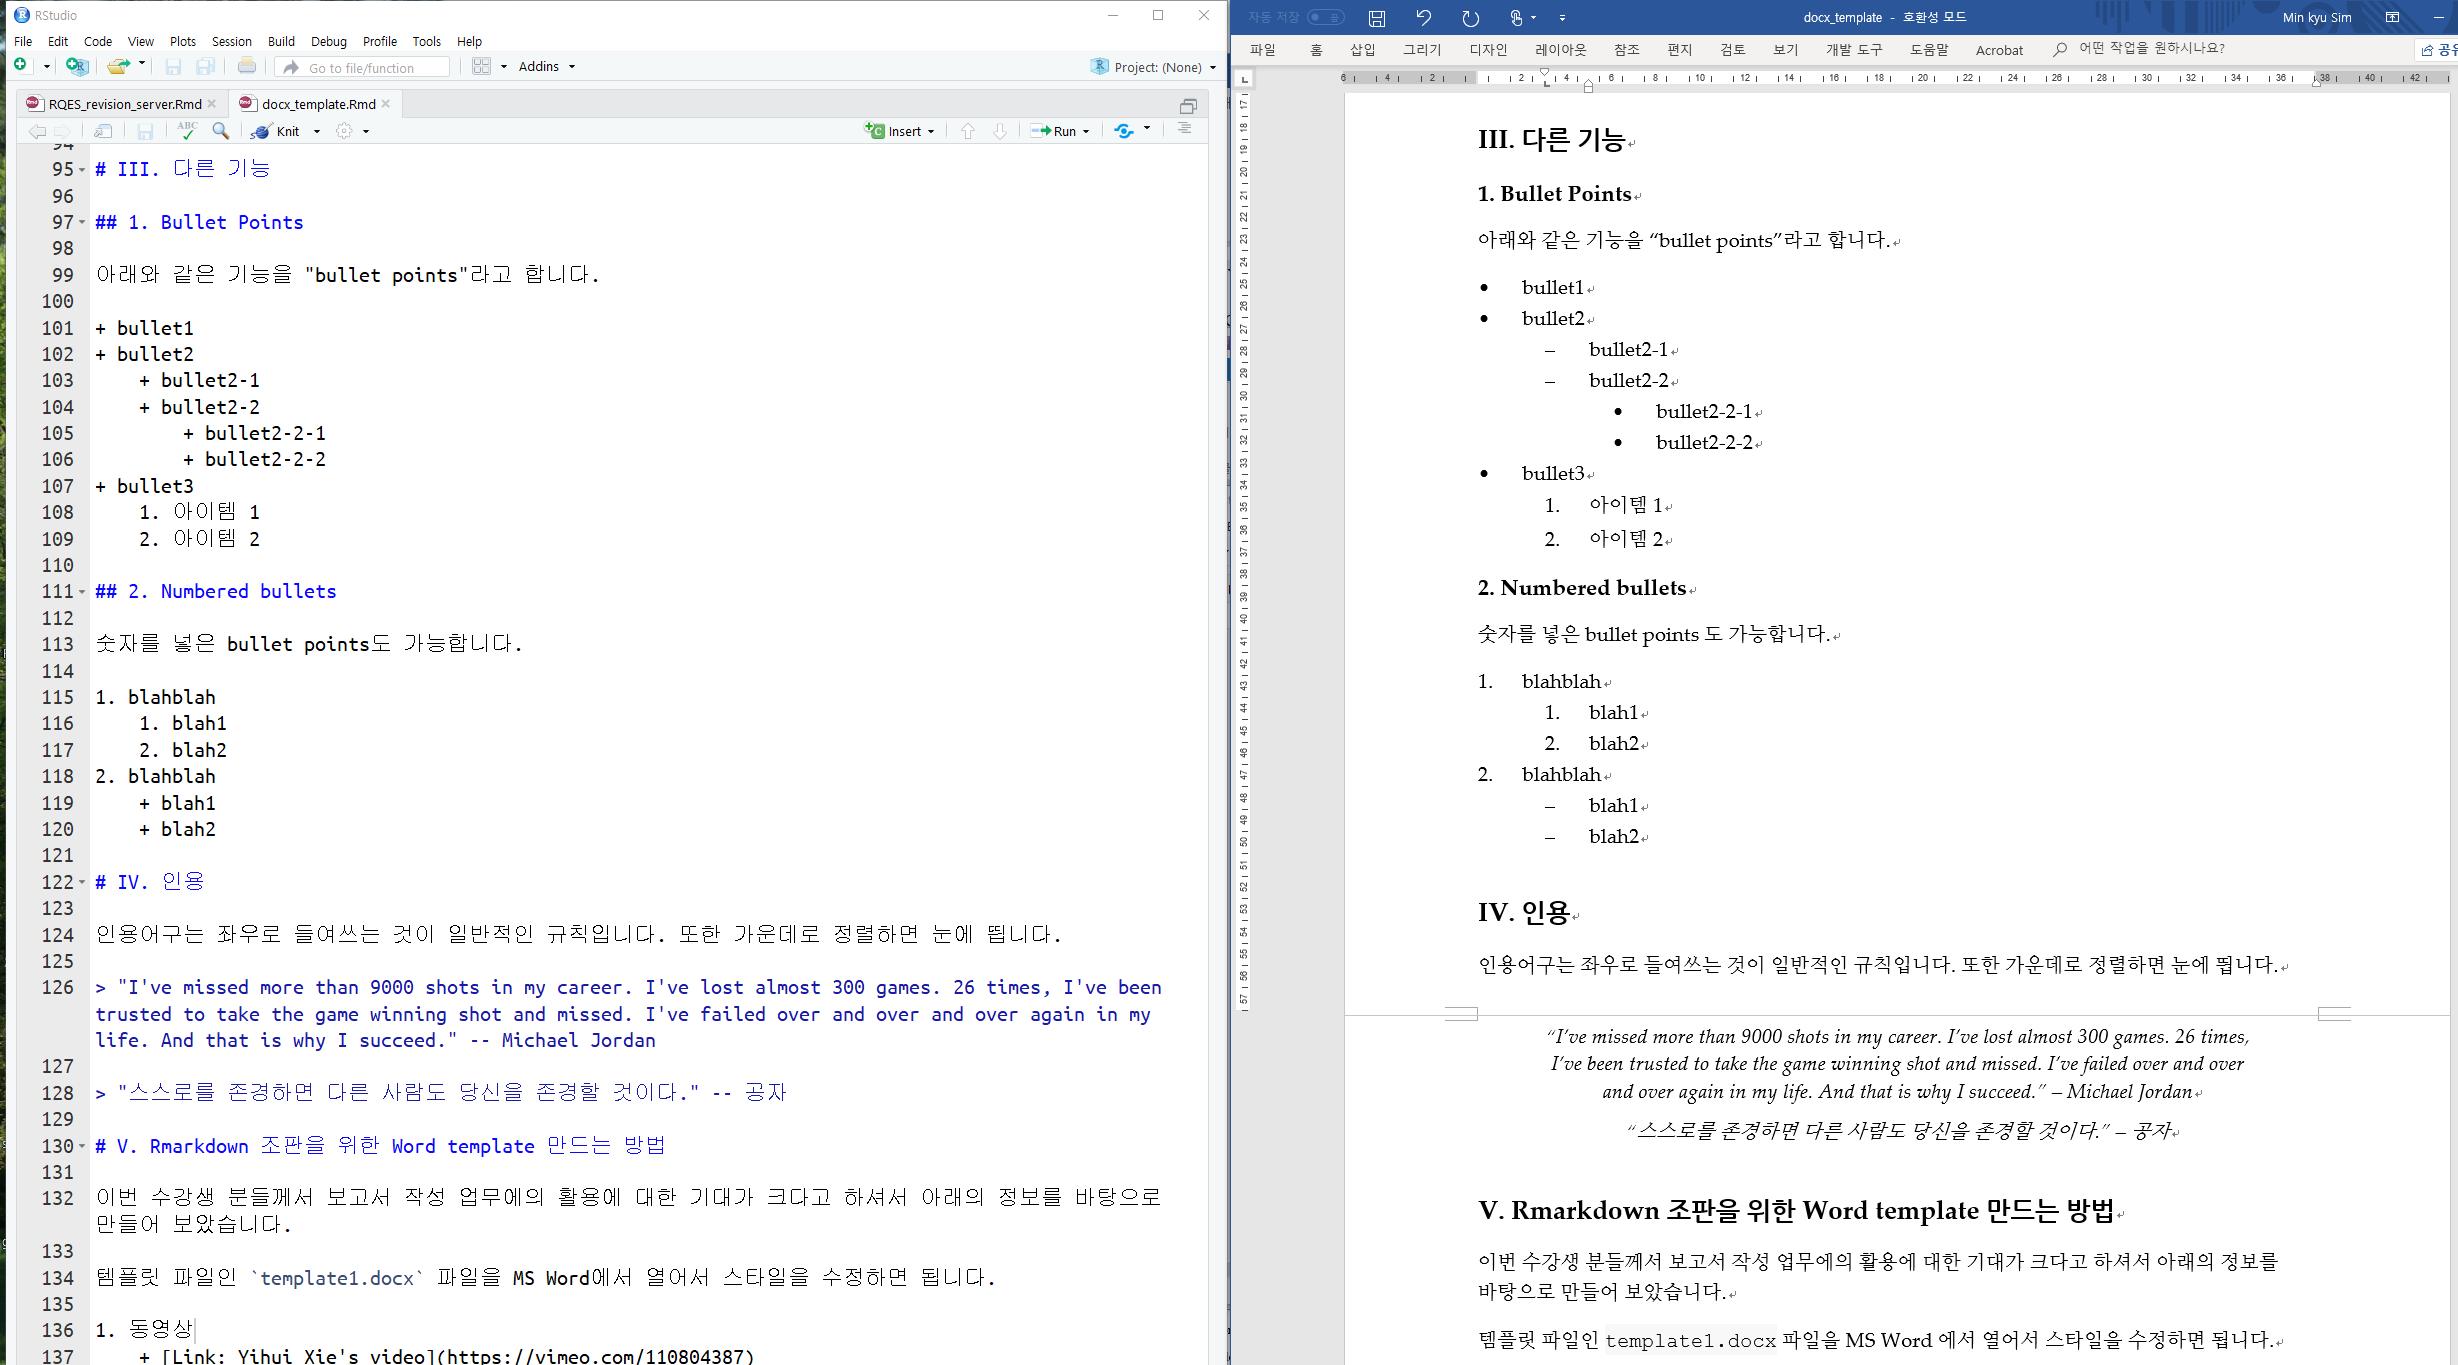 RStudio
File Edit Code View Plots Session Build Debug Profile Tools Help
Go to file/function Addins Project: (None)
RQES_revision_server.Rmd docx_template.Rmd
ABC Knit Insert Run
94
95 # III. 다른 기능
96
97 ## 1. Bullet Points
98
99 아래와 같은 기능을 "bullet points"라고 합니다.
100
101 + bullet1
102 + bullet2
103 + bullet2-1
104 + bullet2-2
105 + bullet2-2-1
106 + bullet2-2-2
107 + bullet3
108 1. 아이템 1
109 2. 아이템 2
110
111 ## 2. Numbered bullets
112
113 숫자를 넣은 bullet points도 가능합니다.
114
115 1. blahblah
116 1. blah1
117 2. blah2
118 2. blahblah
119 + blah1
120 + blah2
121
122 # IV. 인용
123
124 인용어구는 좌우로 들여쓰는 것이 일반적인 규칙입니다. 또한 가운데로 정렬하면 눈에 띕니다.
125
126 > "I've missed more than 9000 shots in my career. I've lost almost 300 games. 26 times, I've been
trusted to take the game winning shot and missed. I've failed over and over and over again in my
life. And that is why I succeed." -- Michael Jordan
127
128 > "스스로를 존경하면 다른 사람도 당신을 존경할 것이다." -- 공자
129
130 # V. Rmarkdown 조판을 위한 Word template 만드는 방법
131
132 이번 수강생 분들께서 보고서 작성 업무에의 활용에 대한 기대가 크다고 하셔서 아래의 정보를 바탕으로
만들어 보았습니다.
133
134 템플릿 파일인 `template1.docx` 파일을 MS Word에서 열어서 스타일을 수정하면 됩니다.
135
136 1. 동영상
137 + [Link: Yihui Xie's video](https://vimeo.com/110804387)
자동 저장 docx_template - 호환성 모드 Min kyu Sim
파일 홈 삽입 그리기 디자인 레이아웃 참조 편지 검토 보기 개발 도구 도움말 Acrobat 어떤 작업을 원하시나요?
6 4 2 2 4 6 8 10 12 14 16 18 20 22 24 26 28 30 32 34 36 38 40 42
III. 다른 기능
1. Bullet Points
아래와 같은 기능을 “bullet points”라고 합니다.
• bullet1
• bullet2
– bullet2-1
– bullet2-2
• bullet2-2-1
• bullet2-2-2
• bullet3
1. 아이템 1
2. 아이템 2
2. Numbered bullets
숫자를 넣은 bullet points 도 가능합니다.
1. blahblah
1. blah1
2. blah2
2. blahblah
– blah1
– blah2
IV. 인용
인용어구는 좌우로 들여쓰는 것이 일반적인 규칙입니다. 또한 가운데로 정렬하면 눈에 띕니다.
“I’ve missed more than 9000 shots in my career. I’ve lost almost 300 games. 26 times,
I’ve been trusted to take the game winning shot and missed. I’ve failed over and over
and over again in my life. And that is why I succeed.” – Michael Jordan
“스스로를 존경하면 다른 사람도 당신을 존경할 것이다.” – 공자
V. Rmarkdown 조판을 위한 Word template 만드는 방법
이번 수강생 분들께서 보고서 작성 업무에의 활용에 대한 기대가 크다고 하셔서 아래의 정보를
바탕으로 만들어 보았습니다.
템플릿 파일인 template1.docx 파일을 MS Word 에서 열어서 스타일을 수정하면 됩니다.